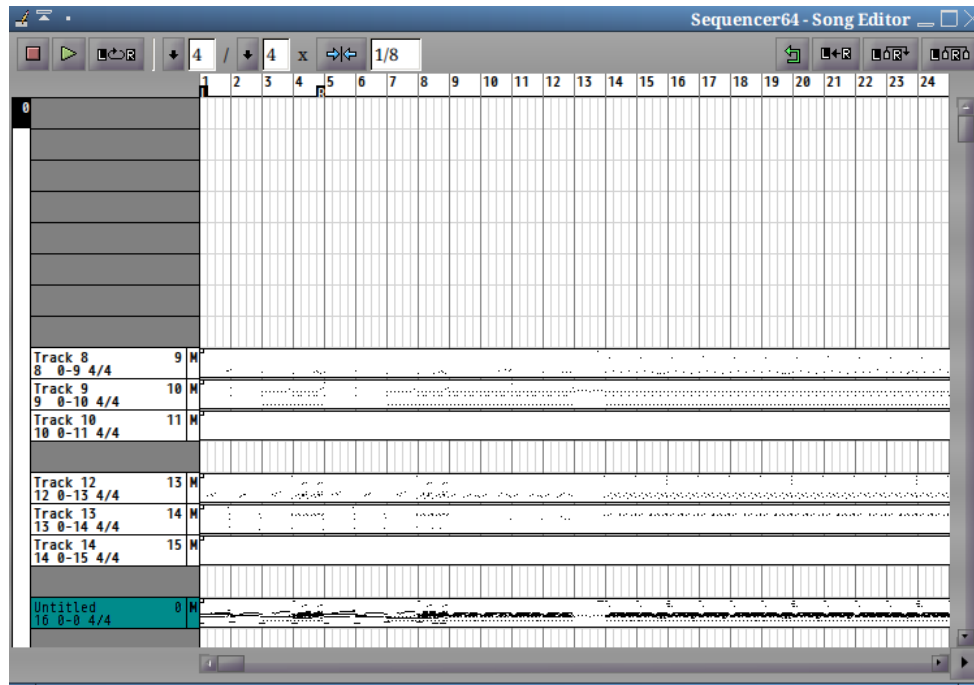 Sequencer64 - Song Editor
L R 4 / 4 x 1/8 L R L R L R
1 2 3 4 5 6 7 8 9 10 11 12 13 14 15 16 17 18 19 20 21 22 23 24
L R
0
Track 8 9 M
8 0-9 4/4
Track 9 10 M
9 0-10 4/4
Track 10 11 M
10 0-11 4/4
Track 12 13 M
12 0-13 4/4
Track 13 14 M
13 0-14 4/4
Track 14 15 M
14 0-15 4/4
Untitled 0 M
16 0-0 4/4